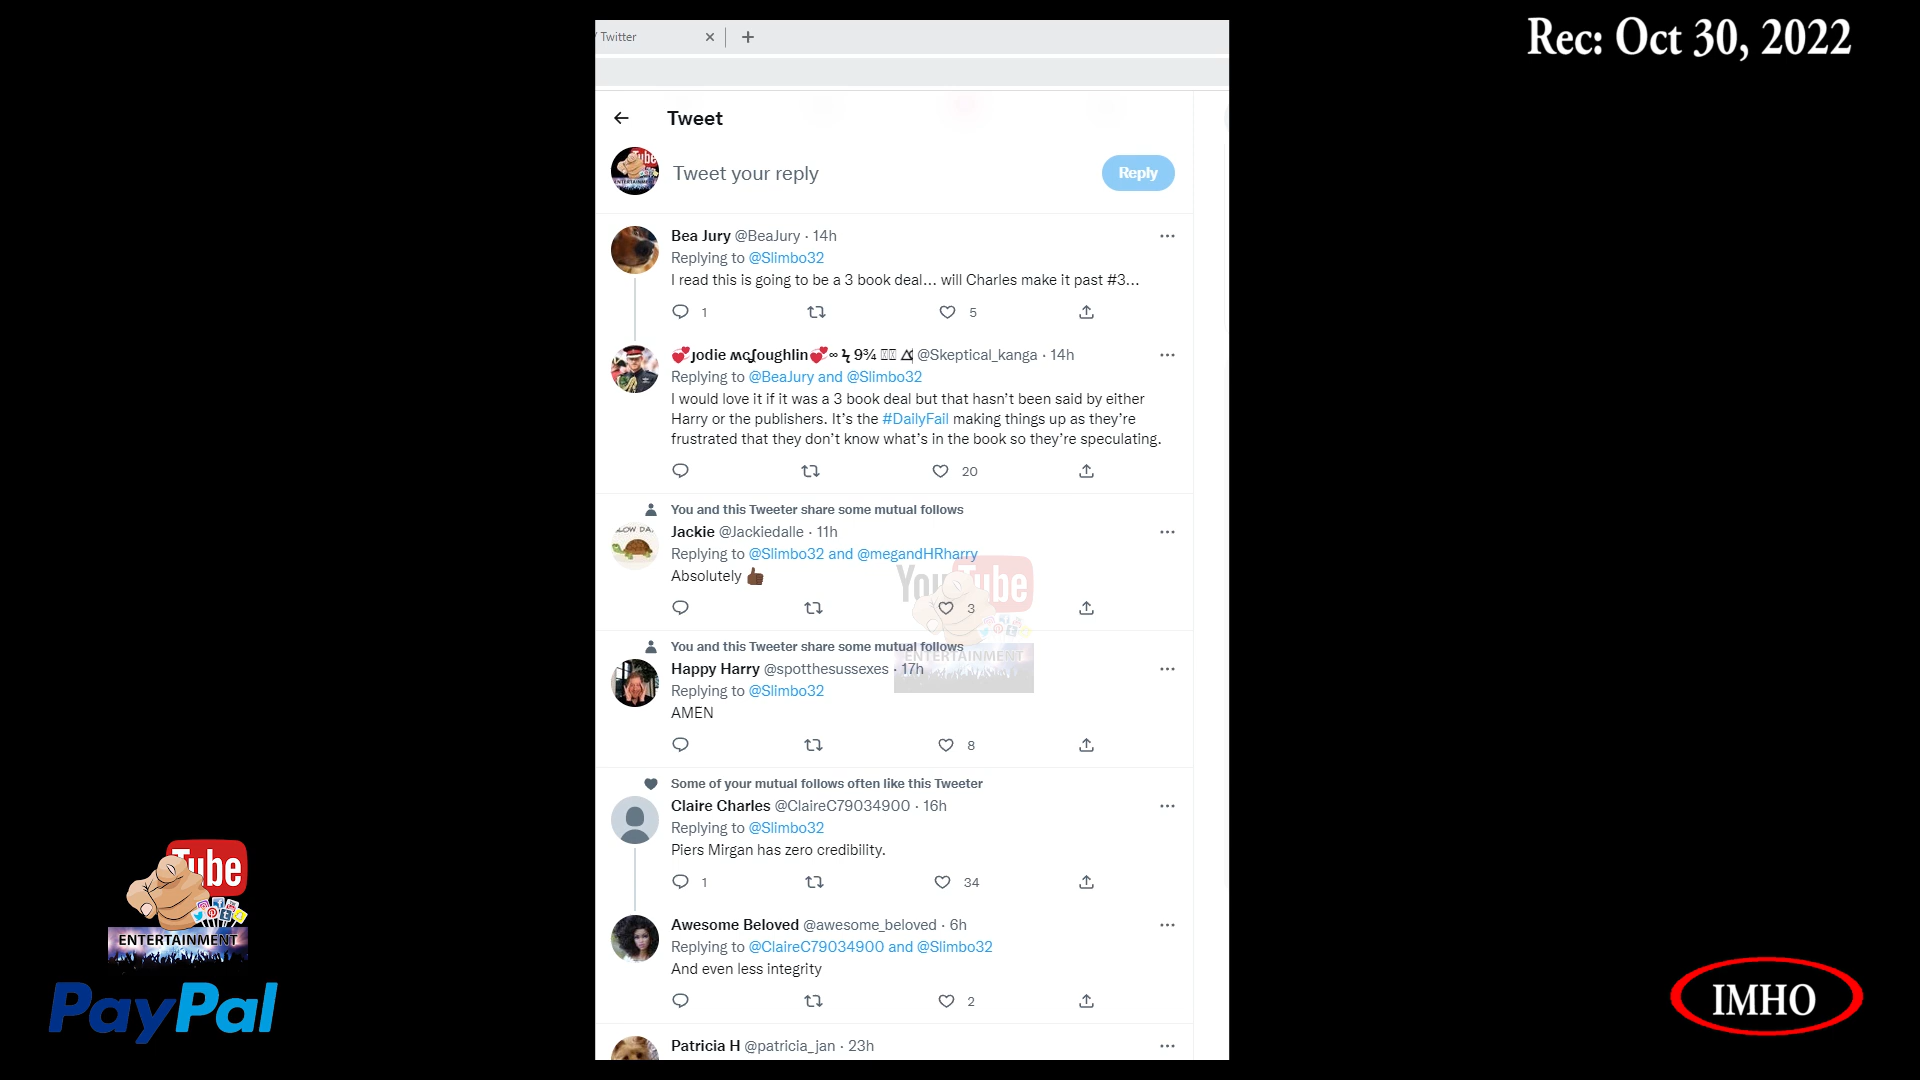 Rec: Oct 30, 2022
/ Twitter
Tweet
Tweet your reply
Reply
Bea Jury @BeaJury · 14h
Replying to @Slimbo32
I read this is going to be a 3 book deal... will Charles make it past #3...
1 5
@Skeptical_kanga · 14h
Replying to @BeaJury and @Slimbo32
I would love it if it was a 3 book deal but that hasn't been said by either
Harry or the publishers. It's the #DailyFail making things up as they're
frustrated that they don't know what's in the book so they're speculating.
20
You and this Tweeter share some mutual follows
Jackie @Jackiedalle · 11h
Replying to @Slimbo32 and @megandHRharry
Absolutely 👍🏿
3
YouTube
ENTERTAINMENT
You and this Tweeter share some mutual follows
Happy Harry @spotthesussexes · 17h
Replying to @Slimbo32
AMEN
8
Some of your mutual follows often like this Tweeter
Claire Charles @ClaireC79034900 · 16h
Replying to @Slimbo32
Piers Mirgan has zero credibility.
1 34
Awesome Beloved @awesome_beloved · 6h
Replying to @ClaireC79034900 and @Slimbo32
And even less integrity
2
Patricia H @patricia_jan · 23h
Tube
ENTERTAINMENT
PayPal
IMHO